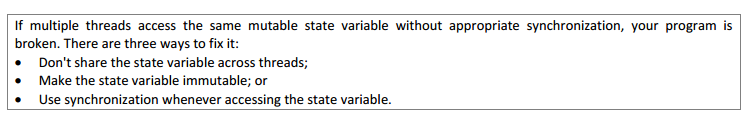 If multiple threads access the same mutable state variable without appropriate synchronization, your program is
broken. There are three ways to fix it:
• Don't share the state variable across threads;
• Make the state variable immutable; or
• Use synchronization whenever accessing the state variable.